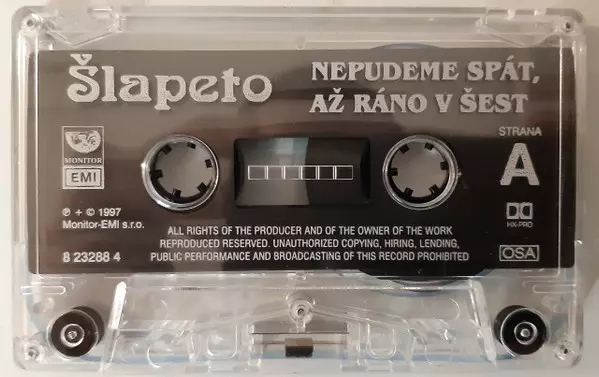 Šlapeto
NEPUDEME SPÁT,
AŽ RÁNO V ŠEST
STRANA
A
MONITOR
EMI
HX-PRO
OSA
℗ + © 1997
Monitor-EMI s.r.o.
8 23288 4
ALL RIGHTS OF THE PRODUCER AND OF THE OWNER OF THE WORK
REPRODUCED RESERVED. UNAUTHORIZED COPYING, HIRING, LENDING,
PUBLIC PERFORMANCE AND BROADCASTING OF THIS RECORD PROHIBITED